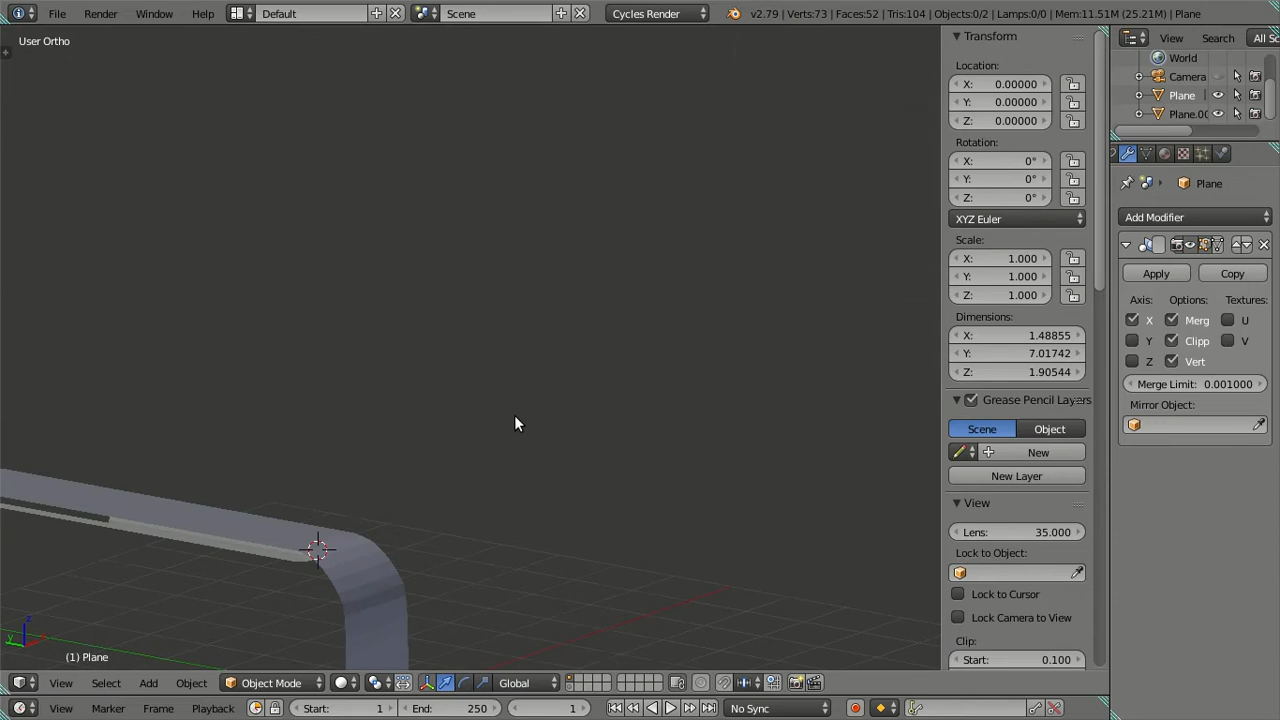 File Render Window Help Default Scene Cycles Render v2.79 | Verts:73 | Faces:52 | Tris:104 | Objects:0/2 | Lamps:0/0 | Mem:11.51M (25.21M) | Plane
User Ortho
Transform
Location:
X: 0.00000
Y: 0.00000
Z: 0.00000
Rotation:
X: 0°
Y: 0°
Z: 0°
XYZ Euler
Scale:
X: 1.000
Y: 1.000
Z: 1.000
Dimensions:
X: 1.48855
Y: 7.01742
Z: 1.90544
Grease Pencil Layers
Scene Object
New
New Layer
View
Lens: 35.000
Lock to Object:
Lock to Cursor
Lock Camera to View
Clip:
Start: 0.100
View Search All Sc
World
Camera
Plane
Plane.00
Plane
Add Modifier
Apply Copy
Axis: Options: Textures:
X Merg U
Y Clipp V
Z Vert
Merge Limit: 0.001000
Mirror Object:
z
y
(1) Plane
View Select Add Object Object Mode Global
View Marker Frame Playback Start: 1 End: 250 1 No Sync